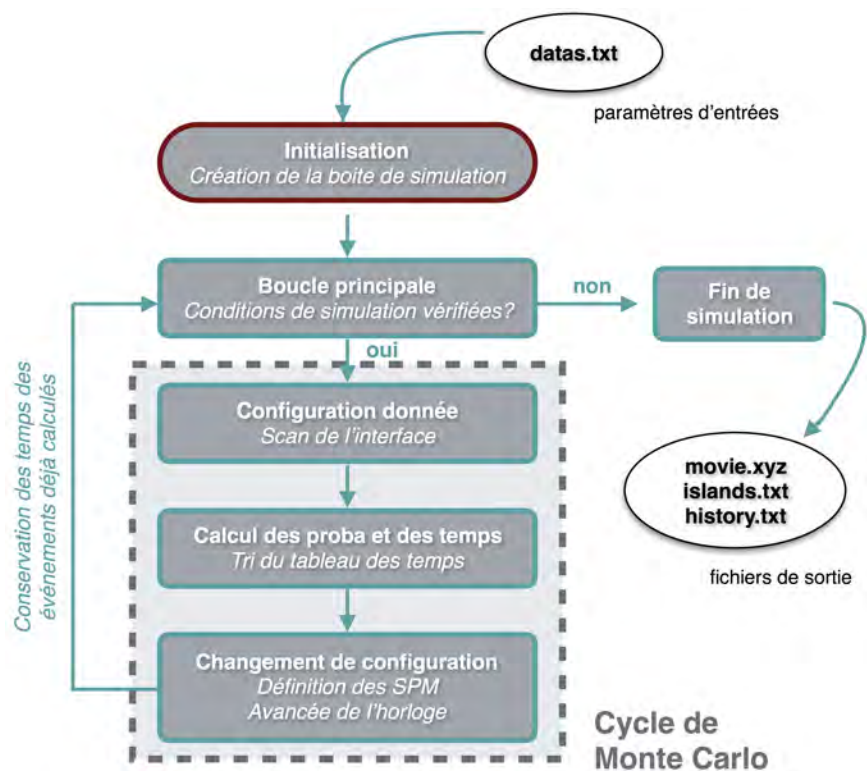 datas.txt
paramètres d'entrées
Initialisation
Création de la boite de simulation
Boucle principale
Conditions de simulation vérifiées?
non
Fin de
simulation
oui
Configuration donnée
Scan de l'interface
Calcul des proba et des temps
Tri du tableau des temps
Changement de configuration
Définition des SPM
Avancée de l'horloge
Conservation des temps des
événements déjà calculés
movie.xyz
islands.txt
history.txt
fichiers de sortie
Cycle de
Monte Carlo